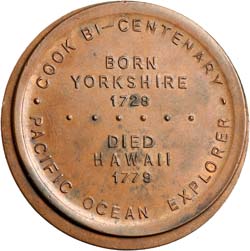 COOK BI-CENTENARY
BORN
YORKSHIRE
1728
DIED
HAWAII
1779
PACIFIC OCEAN EXPLORER